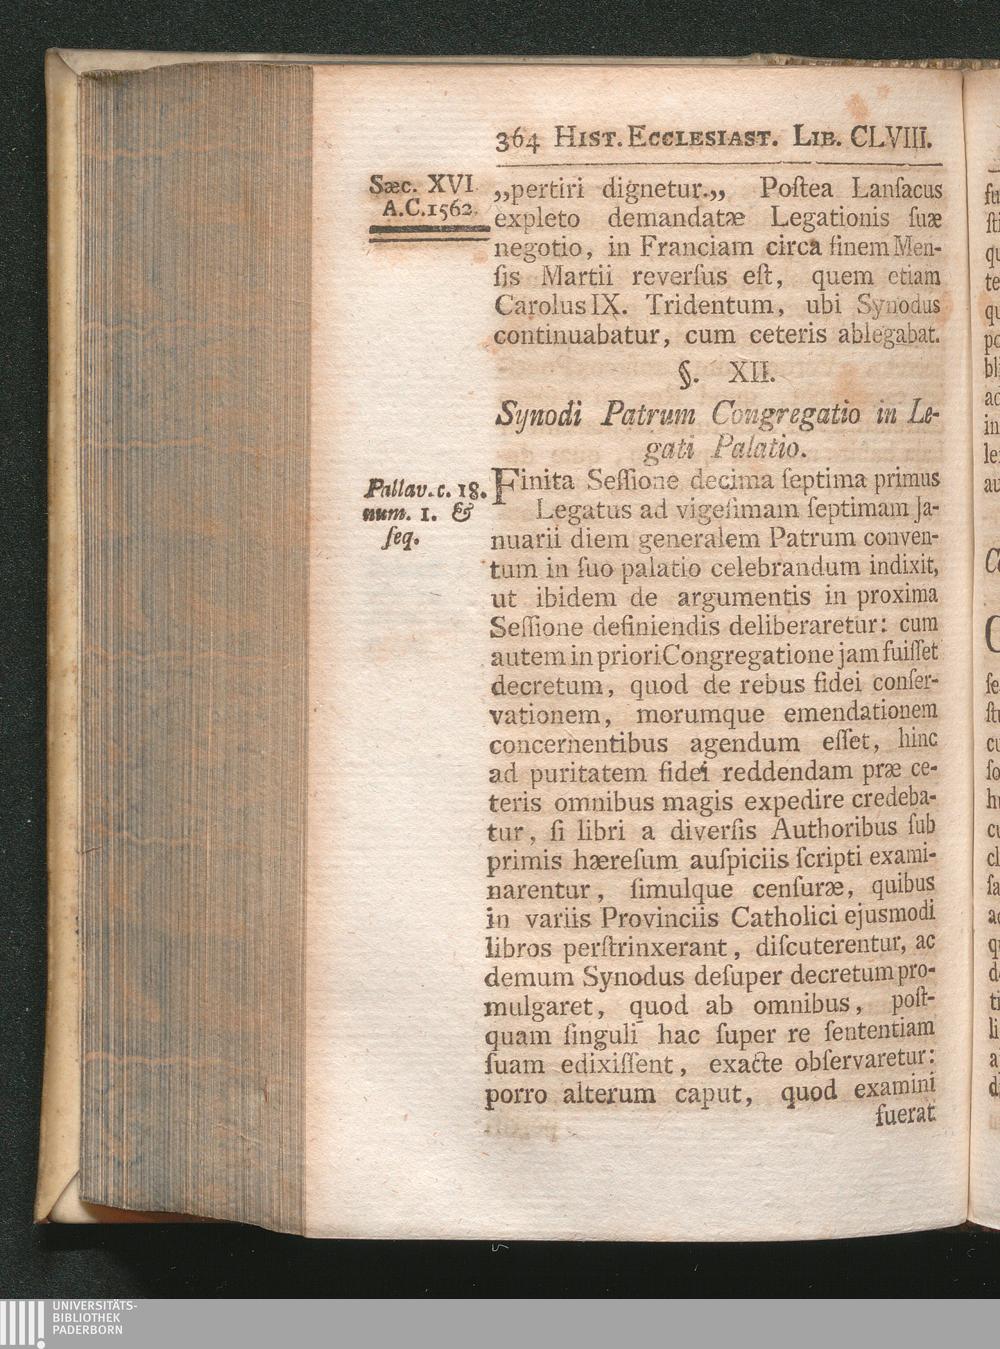 364 HIST. ECCLESIAST. LIB. CLVIII.
Sæc. XVI.
A.C.1562.
„pertiri dignetur.„ Poſtea Lanſacus
expleto demandatæ Legationis ſuæ
negotio, in Franciam circa finem Men-
ſis Martii reverſus eſt, quem etiam
Carolus IX. Tridentum, ubi Synodus
continuabatur, cum ceteris ablegabat.
§. XII.
Synodi Patrum Congregatio in Le-
gati Palatio.
Pallav. c. 18.
num. 1. &
ſeq.
Finita Seſſione decima ſeptima primus
Legatus ad vigeſimam ſeptimam Ja-
nuarii diem generalem Patrum conven-
tum in ſuo palatio celebrandum indixit,
ut ibidem de argumentis in proxima
Seſſione definiendis deliberaretur: cum
autem in priori Congregatione jam fuiſſet
decretum, quod de rebus fidei conſer-
vationem, morumque emendationem
concernentibus agendum eſſet, hinc
ad puritatem fidei reddendam præ ce-
teris omnibus magis expedire credeba-
tur, ſi libri a diverſis Authoribus ſub
primis hæreſum auſpiciis ſcripti exami-
narentur, ſimulque cenſuræ, quibus
in variis Provinciis Catholici ejusmodi
libros perſtrinxerant, diſcuterentur, ac
demum Synodus deſuper decretum pro-
mulgaret, quod ab omnibus, poſt-
quam ſinguli hac ſuper re ſententiam
ſuam edixiſſent, exacte obſervaretur:
porro alterum caput, quod examini
fuerat
UNIVERSITÄTS-
BIBLIOTHEK
PADERBORN